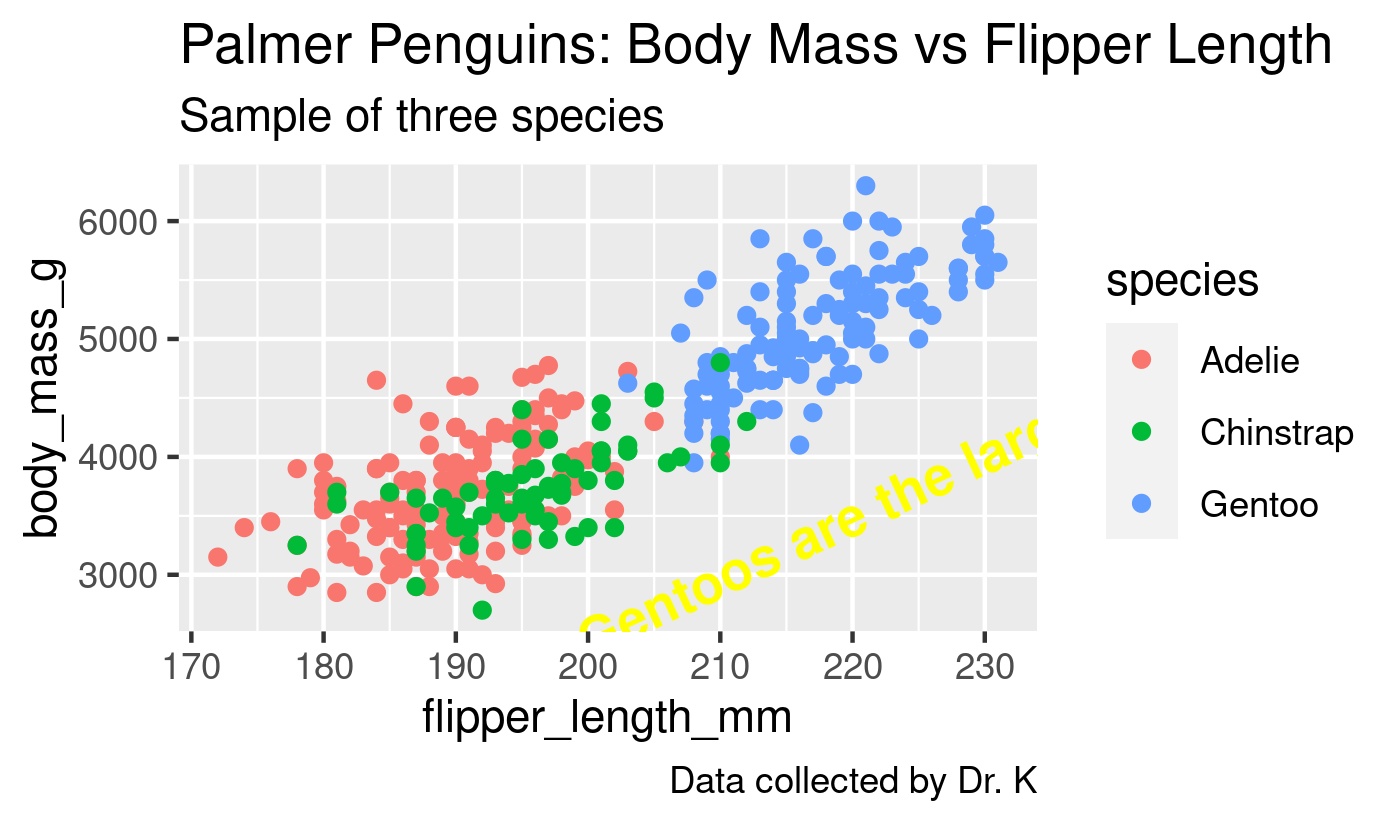 Palmer Penguins: Body Mass vs Flipper Length
Sample of three species
body_mass_g
6000
5000
4000
3000
Gentoos are the larg
170 180 190 200 210 220 230
flipper_length_mm
species
Adelie
Chinstrap
Gentoo
Data collected by Dr. K